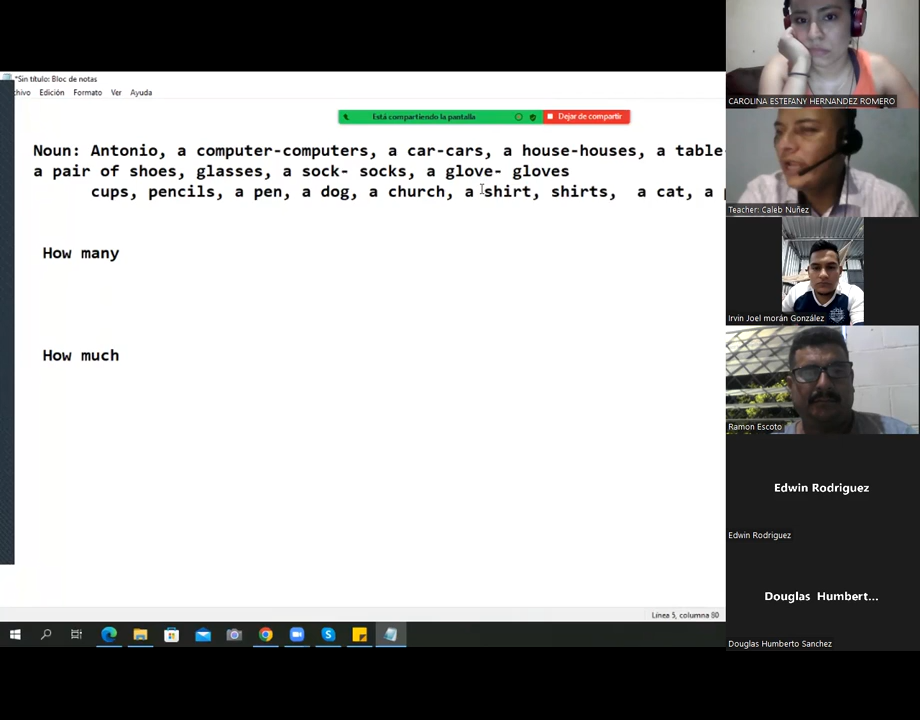 *Sin título: Bloc de notas
chivo Edición Formato Ver Ayuda
Está compartiendo la pantalla Dejar de compartir
Noun: Antonio, a computer-computers, a car-cars, a house-houses, a table-
a pair of shoes, glasses, a sock- socks, a glove- gloves
cups, pencils, a pen, a dog, a church, a shirt, shirts, a cat, a p
How many
How much
Línea 5, columna 80
CAROLINA ESTEFANY HERNANDEZ ROMERO
Teacher: Caleb Nuñez
Irvin Joel morán González
Ramon Escoto
Edwin Rodriguez
Edwin Rodriguez
Douglas Humbert...
Douglas Humberto Sanchez